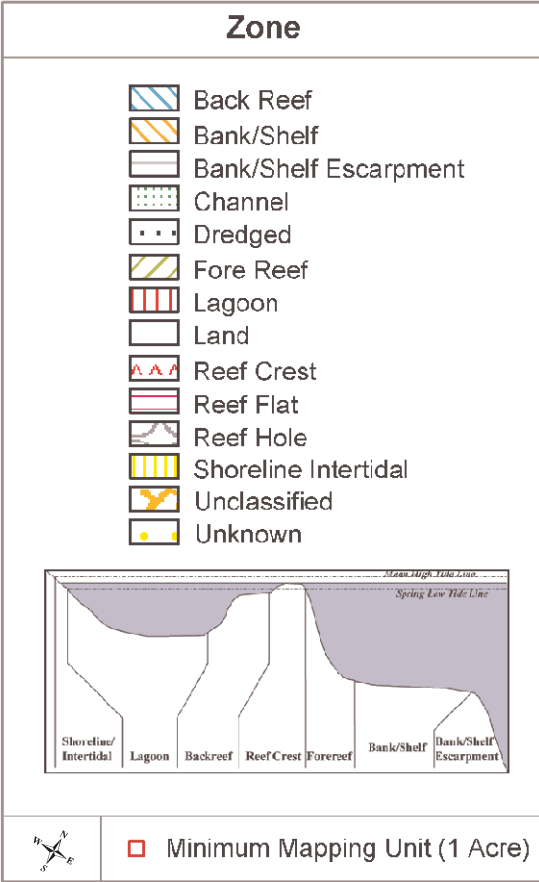 Zone
Back Reef
Bank/Shelf
Bank/Shelf Escarpment
Channel
Dredged
Fore Reef
Lagoon
Land
Reef Crest
Reef Flat
Reef Hole
Shoreline Intertidal
Unclassified
Unknown
Mean High Tide Line
Spring Low Tide Line
Shoreline/
Intertidal
Lagoon
Backreef
Reef Crest
Forereef
Bank/Shelf
Bank/Shelf
Escarpment
N
W
E
S
Minimum Mapping Unit (1 Acre)